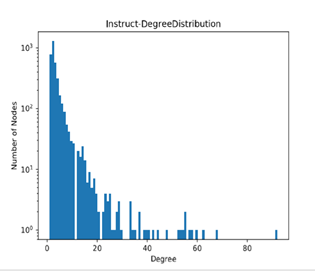 Instruct-DegreeDistribution
10³
10²
10¹
10⁰
Number of Nodes
0 20 40 60 80
Degree